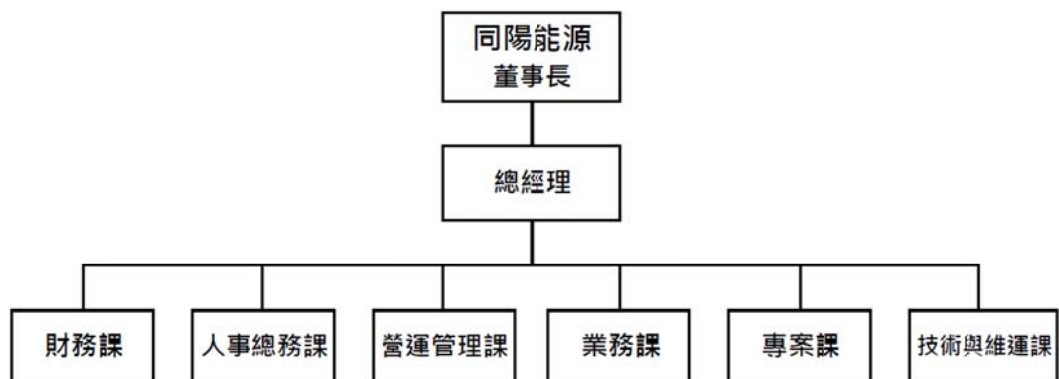 同陽能源
董事長
總經理
財務課
人事總務課
營運管理課
業務課
專案課
技術與維運課